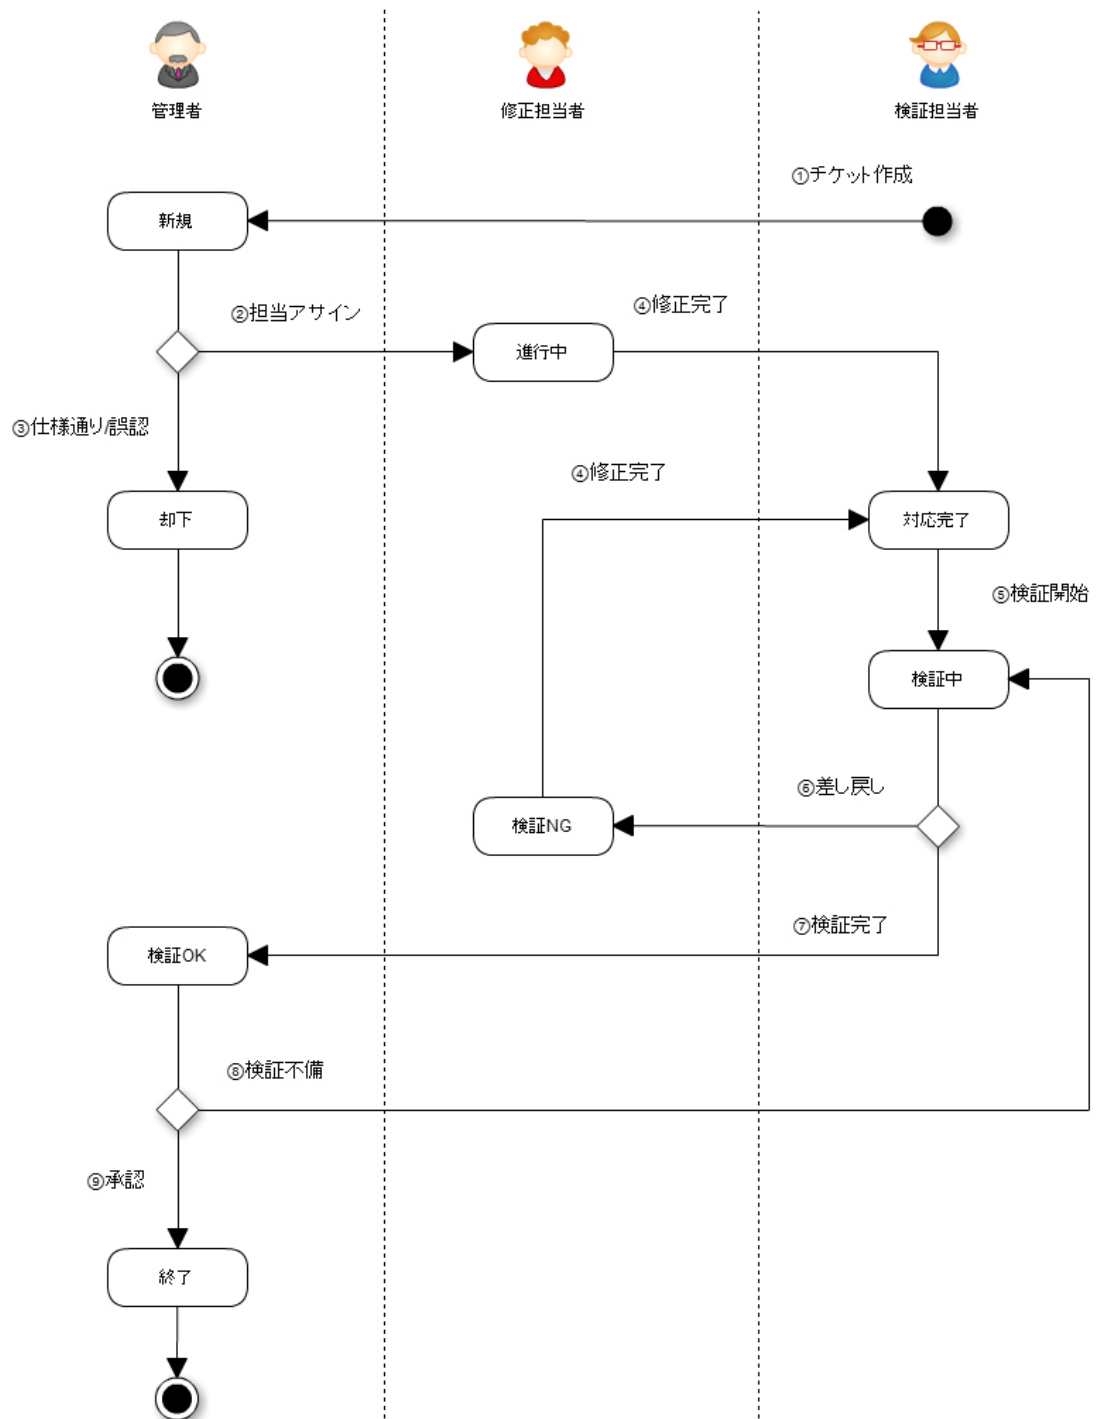 管理者
修正担当者
検証担当者
①チケット作成
新規
②担当アサイン
④修正完了
進行中
③仕様通り/誤認
④修正完了
却下
対応完了
⑤検証開始
検証中
⑥差し戻し
検証NG
⑦検証完了
検証OK
⑧検証不備
⑨承認
終了